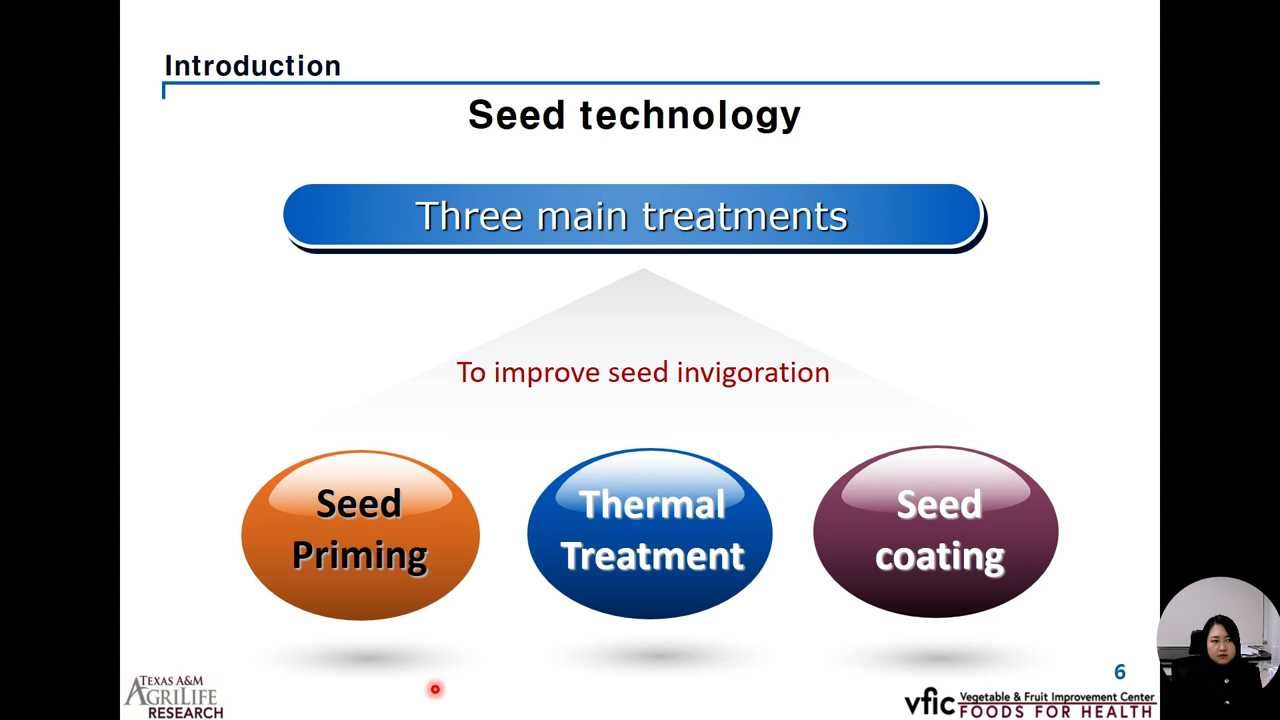 Introduction
Seed technology
Three main treatments
To improve seed invigoration
Seed
Priming
Thermal
Treatment
Seed
coating
6
TEXAS A&M
AGRILIFE
RESEARCH
vfic Vegetable & Fruit Improvement Center
FOODS FOR HEALTH